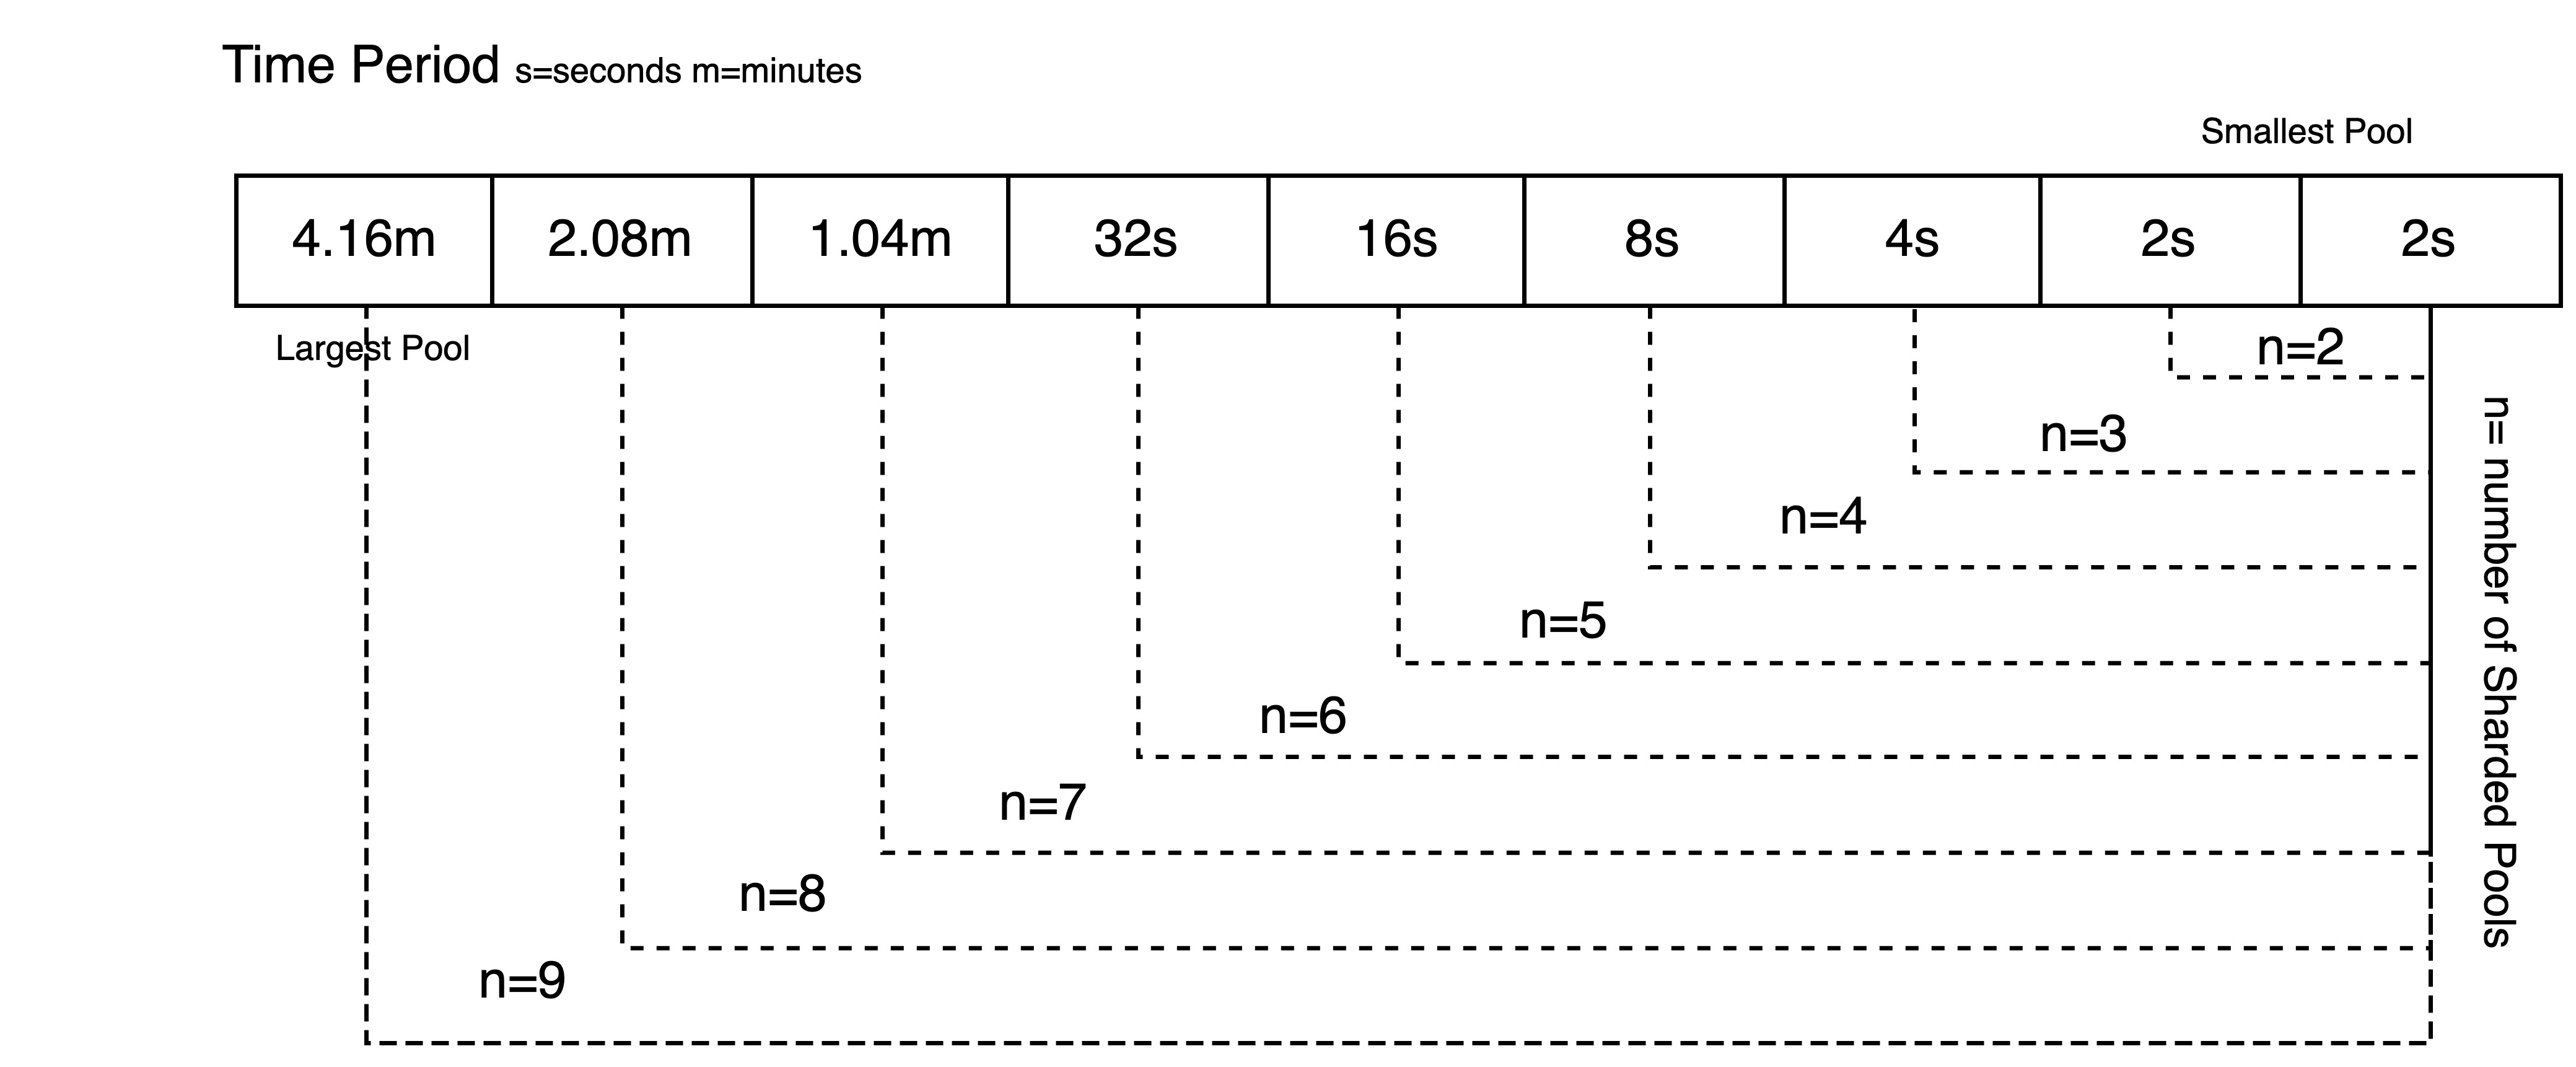 Time Period s=seconds m=minutes
Smallest Pool
4.16m 2.08m 1.04m 32s 16s 8s 4s 2s 2s
Largest Pool
n=2
n=3
n=4
n=5
n=6
n=7
n=8
n=9
n= number of Sharded Pools